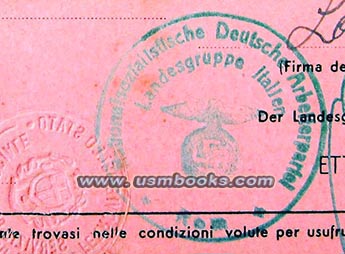 Nationalsozialistische Deutsche Arbeiterpartei
Landesgruppe Italien
Rom
(Firma de
Der Landesg
ETT
www.usmbooks.com
trovasi nelle condizioni volute per usufru